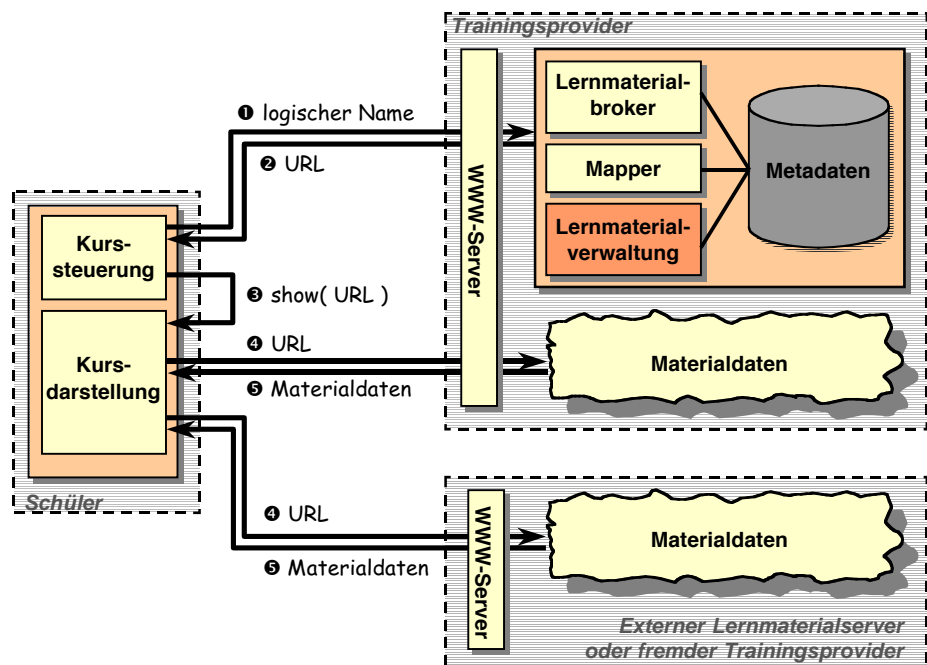 Trainingsprovider
Lernmaterial-
broker
❶ logischer Name
❷ URL
Mapper
Metadaten
WWW-Server
Lernmaterial-
verwaltung
Kurs-
steuerung
❸ show( URL )
❹ URL
Kurs-
darstellung
❺ Materialdaten
Materialdaten
Schüler
❹ URL
❺ Materialdaten
WWW-Server
Materialdaten
Externer Lernmaterialserver
oder fremder Trainingsprovider